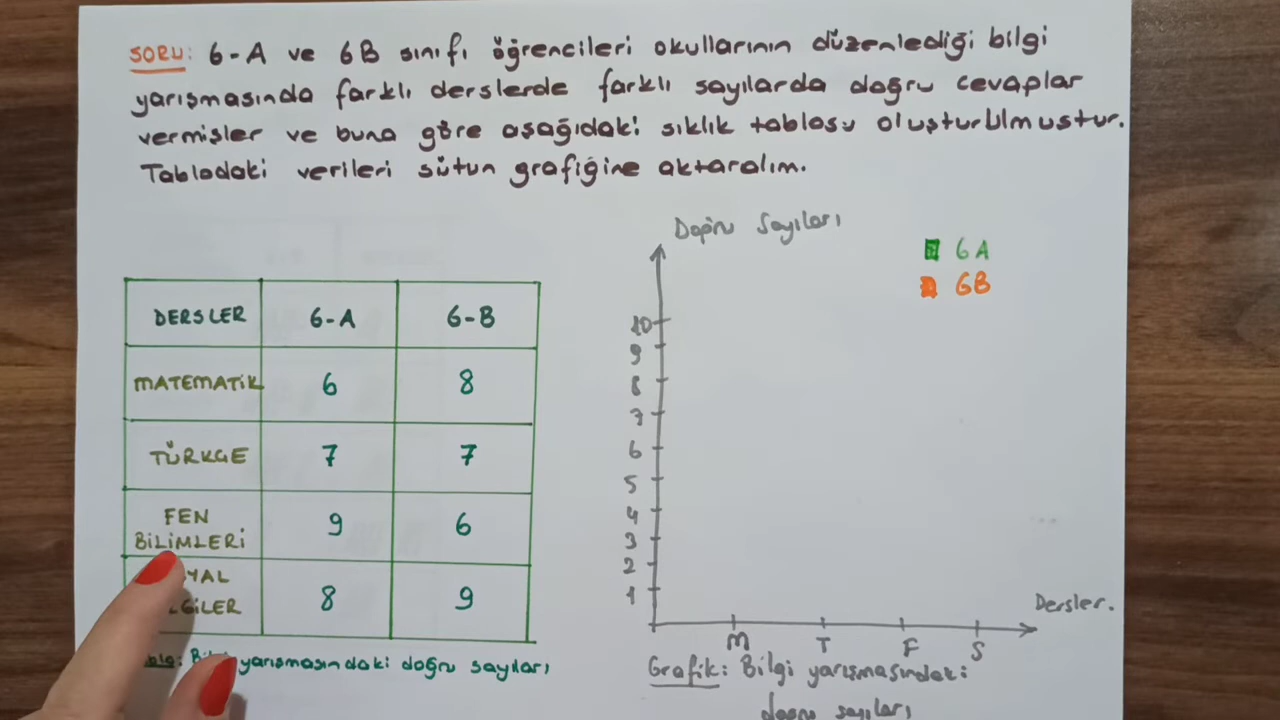 SORU: 6-A ve 6B sınıfı öğrencileri okullarının düzenlediği bilgi
yarışmasında farklı derslerde farklı sayılarda doğru cevaplar
vermişler ve buna göre aşağıdaki sıklık tablosu oluşturulmuştur.
Tablodaki verileri sütun grafiğine aktaralım.
DERSLER 6-A 6-B
MATEMATİK 6 8
TÜRKGE 7 7
FEN
BİLİMLERİ 9 6
8 9
yarışmasındaki doğru sayıları
Doğru Sayıları
6A
6B
10
9
8
7
6
5
4
3
2
1
Dersler.
M T F S
Grafik: Bilgi yarışmasındaki
doğru sayıları